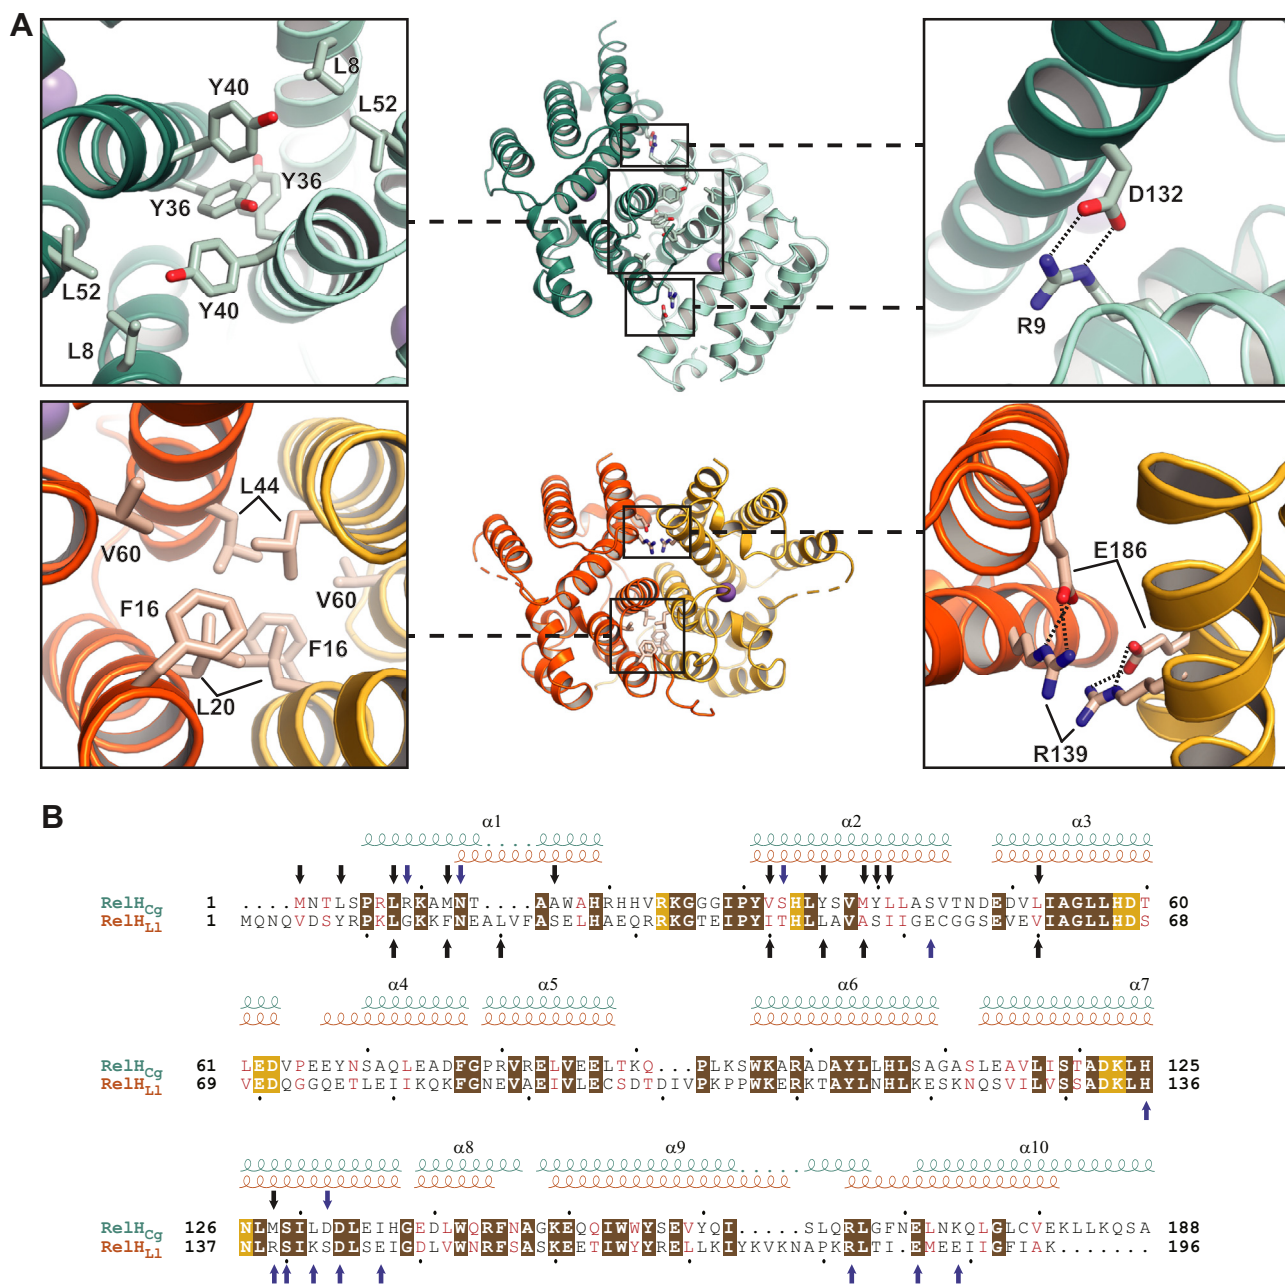 A
L8
Y40
L52
Y36
Y36
L52
Y40
L8
D132
R9
L44
V60
V60
F16
F16
L20
E186
R139
B
α1 α2 α3
RelHCg 1 ....MNTLSPRLRKAMNT....AAWAHRHHVRKGGGIPYVSHLYSVMYLLASVTNDEDVLIAGLLHDT 60
RelHLl 1 MQNQVDSYRPKLGKKFNEALVFASELHAEQRRKGTEIPYITHLLAVASIIGECGGSEVEVIAGLLHDS 68
α4 α5 α6 α7
RelHCg 61 LEDVPEEYNSAQLEADFGPRVRELVEELTKQ...PLKSWKARADAYLLHLSAGASLEAVLISTADKLH 125
RelHLl 69 VEDQGGQETLEIIKQKFGNEVAEIVLECSDTDIVPKPPWKERKTAYLNHLKESKNQSVILVSSADKLH 136
α8 α9 α10
RelHCg 126 NLMSILDDLEIHGEDLWQRFNAGKEQQIWWYSEVYQI.....SLQRLGFNELNKQLGLCVEKLLKQSA 188
RelHLl 137 NLRSIKSDLSEIGDLVWNRFSASKEETIWYYRELLKIYKVKNAPKRLTI.EMEEIIGFIAK....... 196